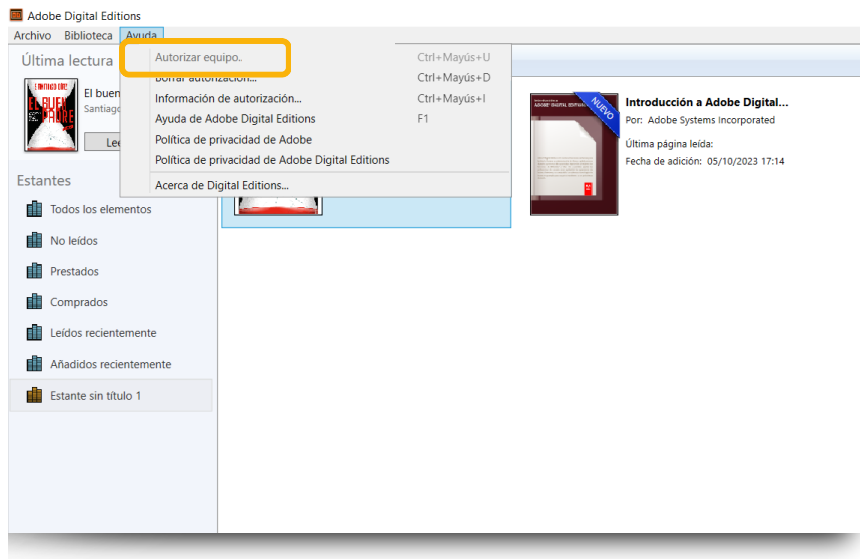 Adobe Digital Editions
Archivo Biblioteca Ayuda
Última lectura
El buen
Santiago
Lee
Autorizar equipo.. Ctrl+Mayús+U
Borrar autorización... Ctrl+Mayús+D
Información de autorización... Ctrl+Mayús+I
Ayuda de Adobe Digital Editions F1
Política de privacidad de Adobe
Política de privacidad de Adobe Digital Editions
Acerca de Digital Editions...
NUEVO
Introducción a Adobe Digital...
Por: Adobe Systems Incorporated
Última página leída:
Fecha de adición: 05/10/2023 17:14
Estantes
Todos los elementos
No leídos
Prestados
Comprados
Leídos recientemente
Añadidos recientemente
Estante sin título 1